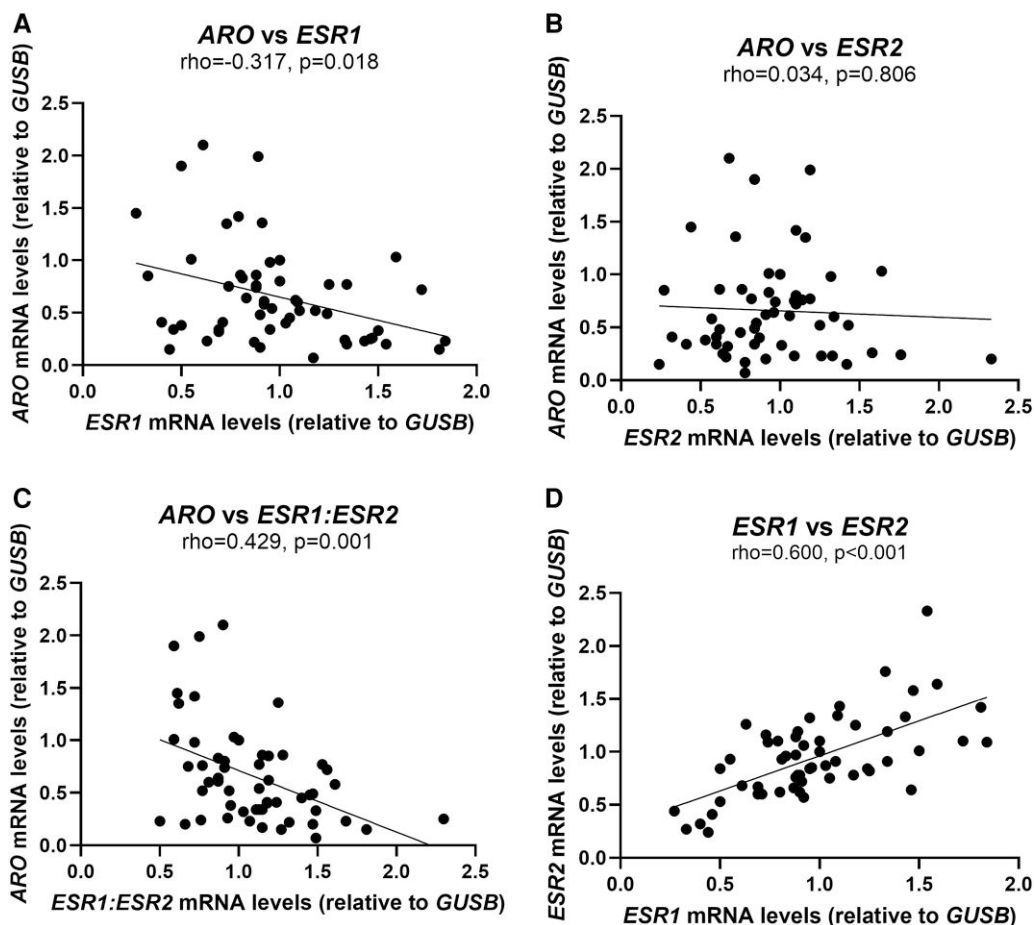 A
ARO vs ESR1
rho=-0.317, p=0.018
ARO mRNA levels (relative to GUSB)
2.5
2.0
1.5
1.0
0.5
0.0
0.0 0.5 1.0 1.5 2.0
ESR1 mRNA levels (relative to GUSB)
B
ARO vs ESR2
rho=0.034, p=0.806
ARO mRNA levels (relative to GUSB)
2.5
2.0
1.5
1.0
0.5
0.0
0.0 0.5 1.0 1.5 2.0 2.5
ESR2 mRNA levels (relative to GUSB)
C
ARO vs ESR1:ESR2
rho=0.429, p=0.001
ARO mRNA levels (relative to GUSB)
2.5
2.0
1.5
1.0
0.5
0.0
0.0 0.5 1.0 1.5 2.0 2.5
ESR1:ESR2 mRNA levels (relative to GUSB)
D
ESR1 vs ESR2
rho=0.600, p<0.001
ESR2 mRNA levels (relative to GUSB)
2.5
2.0
1.5
1.0
0.5
0.0
0.0 0.5 1.0 1.5 2.0
ESR1 mRNA levels (relative to GUSB)